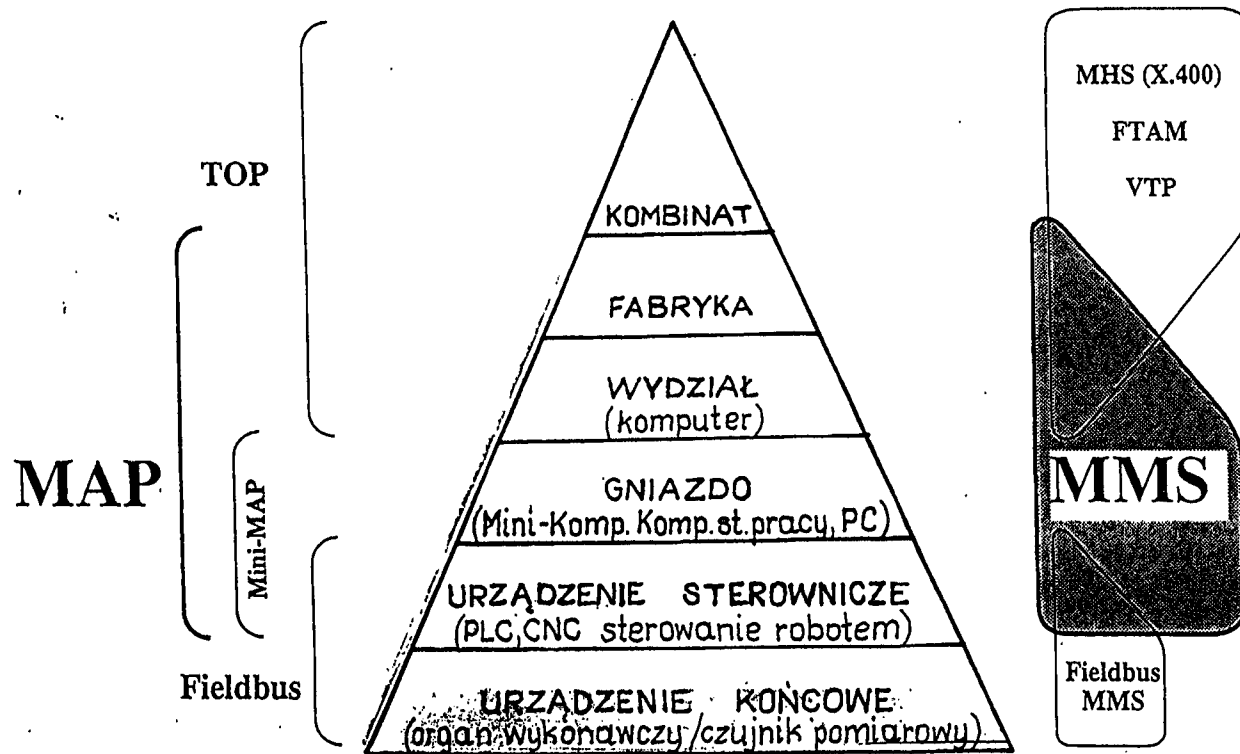 TOP
MAP
Mini-MAP
Fieldbus
KOMBINAT
FABRYKA
WYDZIAŁ
(komputer)
GNIAZDO
(Mini-Komp. Komp.st.pracy, PC)
URZĄDZENIE STEROWNICZE
(PLC, CNC sterowanie robotem)
URZĄDZENIE KOŃCOWE
(organ wykonawczy/czujnik pomiarowy)
MHS (X.400)
FTAM
VTP
MMS
Fieldbus
MMS